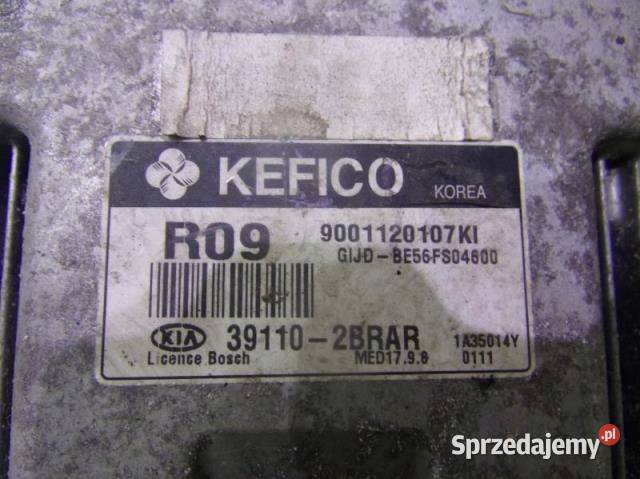 KEFICO KOREA
R09 9001120107KI
GIJD-BE56FS04600
KIA 39110-2BRAR 1A35014Y
Licence Bosch MED17.9.8 0111
Sprzedajemy.pl